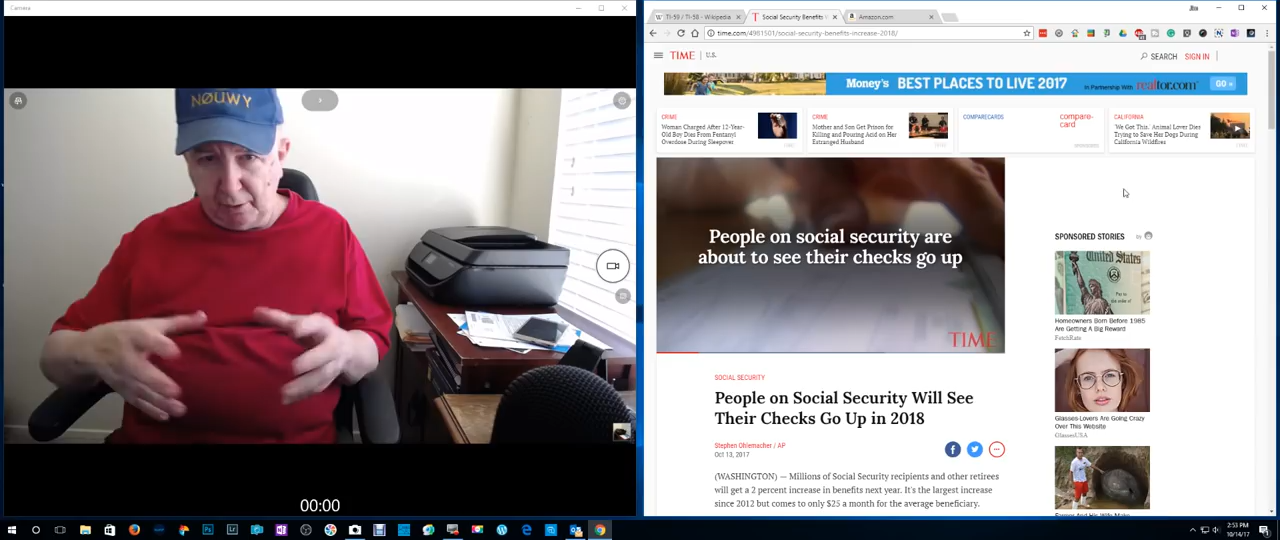 Camera
NØUWY
00:00
TI-59 / TI-58 - Wikipedia
Social Security Benefits I
Amazon.com
Jim
time.com/4981501/social-security-benefits-increase-2018/
TIME
U.S.
SEARCH
SIGN IN
Money's BEST PLACES TO LIVE 2017
In Partnership With realtor.com
GO »
CRIME
Woman Charged After 12-Year-
Old Boy Dies From Fentanyl
Overdose During Sleepover
CRIME
Mother and Son Get Prison for
Killing and Pouring Acid on Her
Estranged Husband
COMPARECARDS
compare-
card
CALIFORNIA
'We Got This.' Animal Lover Dies
Trying to Save Her Dogs During
California Wildfires
People on social security are
about to see their checks go up
TIME
SPONSORED STORIES
by
United States
Homeowners Born Before 1985
Are Getting A Big Reward
FetchRate
Glasses-Lovers Are Going Crazy
Over This Website
GlassesUSA
SOCIAL SECURITY
People on Social Security Will See
Their Checks Go Up in 2018
Stephen Ohlemacher / AP
Oct 13, 2017
(WASHINGTON) — Millions of Social Security recipients and other retirees
will get a 2 percent increase in benefits next year. It's the largest increase
since 2012 but comes to only $25 a month for the average beneficiary.
2:53 PM
10/14/17